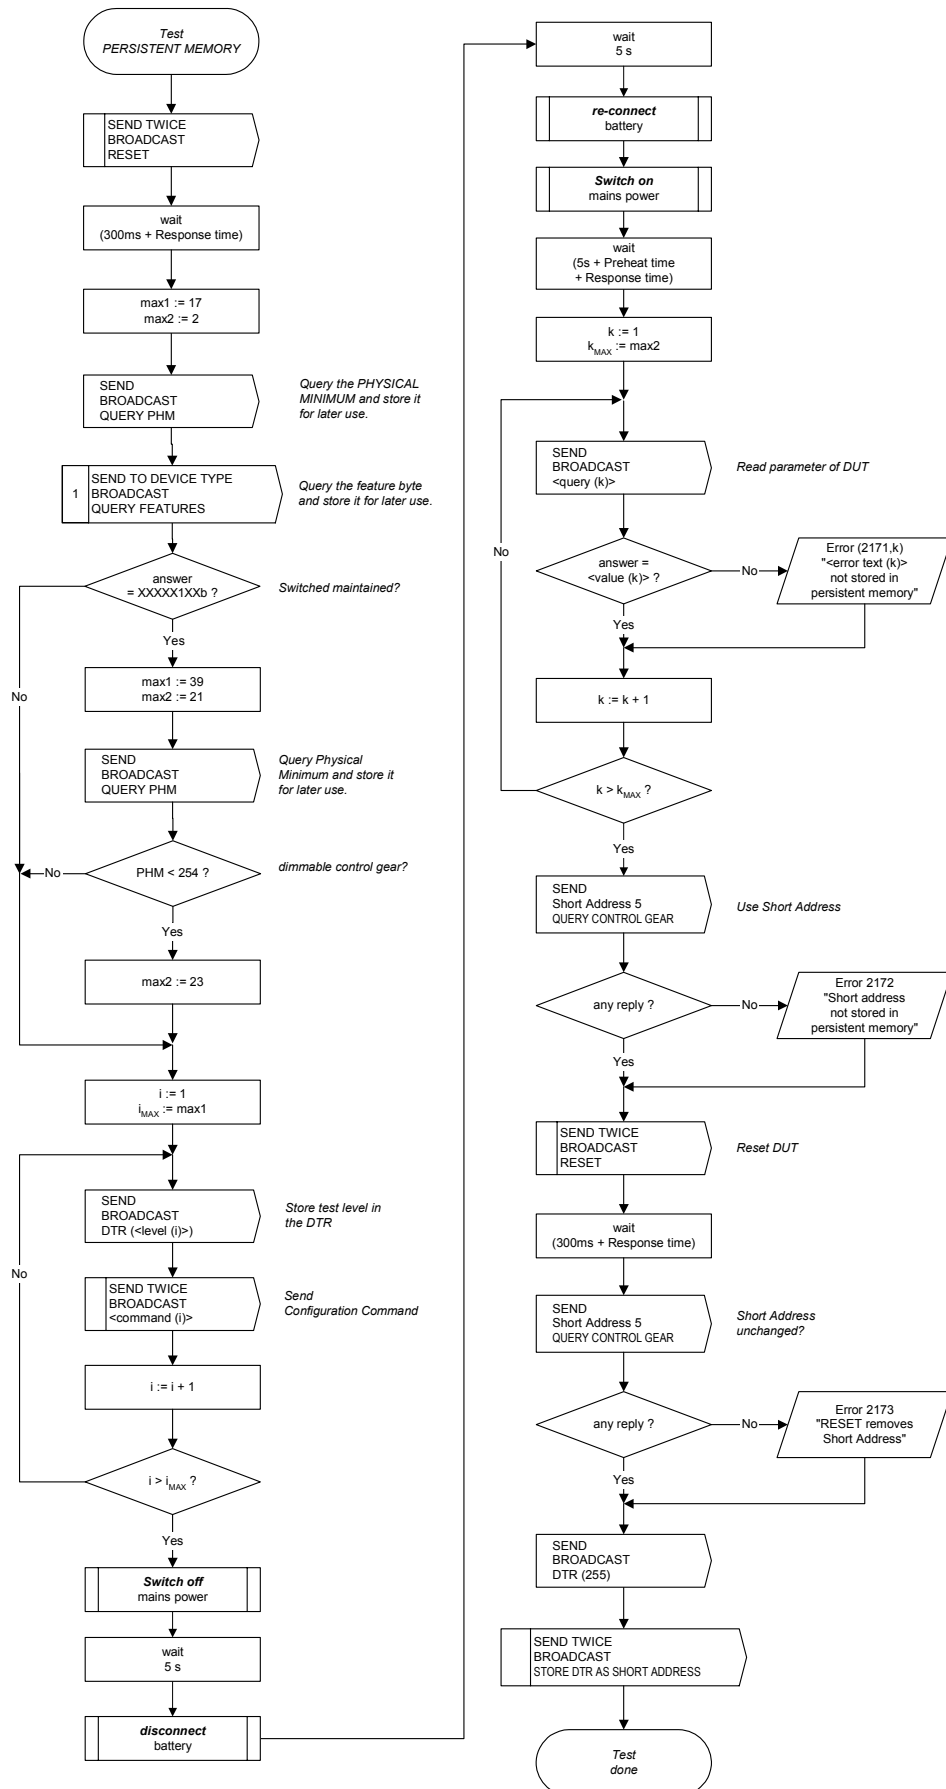 Test
PERSISTENT MEMORY
SEND TWICE
BROADCAST
RESET
wait
(300ms + Response time)
max1 := 17
max2 := 2
SEND
BROADCAST
QUERY PHM
Query the PHYSICAL
MINIMUM and store it
for later use.
1
SEND TO DEVICE TYPE
BROADCAST
QUERY FEATURES
Query the feature byte
and store it for later use.
answer
= XXXXX1XXb ?
Switched maintained?
Yes
No
max1 := 39
max2 := 21
SEND
BROADCAST
QUERY PHM
Query Physical
Minimum and store it
for later use.
PHM < 254 ?
No
dimmable control gear?
Yes
max2 := 23
i := 1
iMAX := max1
SEND
BROADCAST
DTR (<level (i)>)
Store test level in
the DTR
No
SEND TWICE
BROADCAST
<command (i)>
Send
Configuration Command
i := i + 1
i > iMAX ?
Yes
Switch off
mains power
wait
5 s
disconnect
battery
wait
5 s
re-connect
battery
Switch on
mains power
wait
(5s + Preheat time
+ Response time)
k := 1
kMAX := max2
SEND
BROADCAST
<query (k)>
Read parameter of DUT
No
answer =
<value (k)> ?
No
Error (2171,k)
"<error text (k)>
not stored in
persistent memory"
Yes
k := k + 1
k > kMAX ?
Yes
SEND
Short Address 5
QUERY CONTROL GEAR
Use Short Address
any reply ?
No
Error 2172
"Short address
not stored in
persistent memory"
Yes
SEND TWICE
BROADCAST
RESET
Reset DUT
wait
(300ms + Response time)
SEND
Short Address 5
QUERY CONTROL GEAR
Short Address
unchanged?
any reply ?
No
Error 2173
"RESET removes
Short Address"
Yes
SEND
BROADCAST
DTR (255)
SEND TWICE
BROADCAST
STORE DTR AS SHORT ADDRESS
Test
done